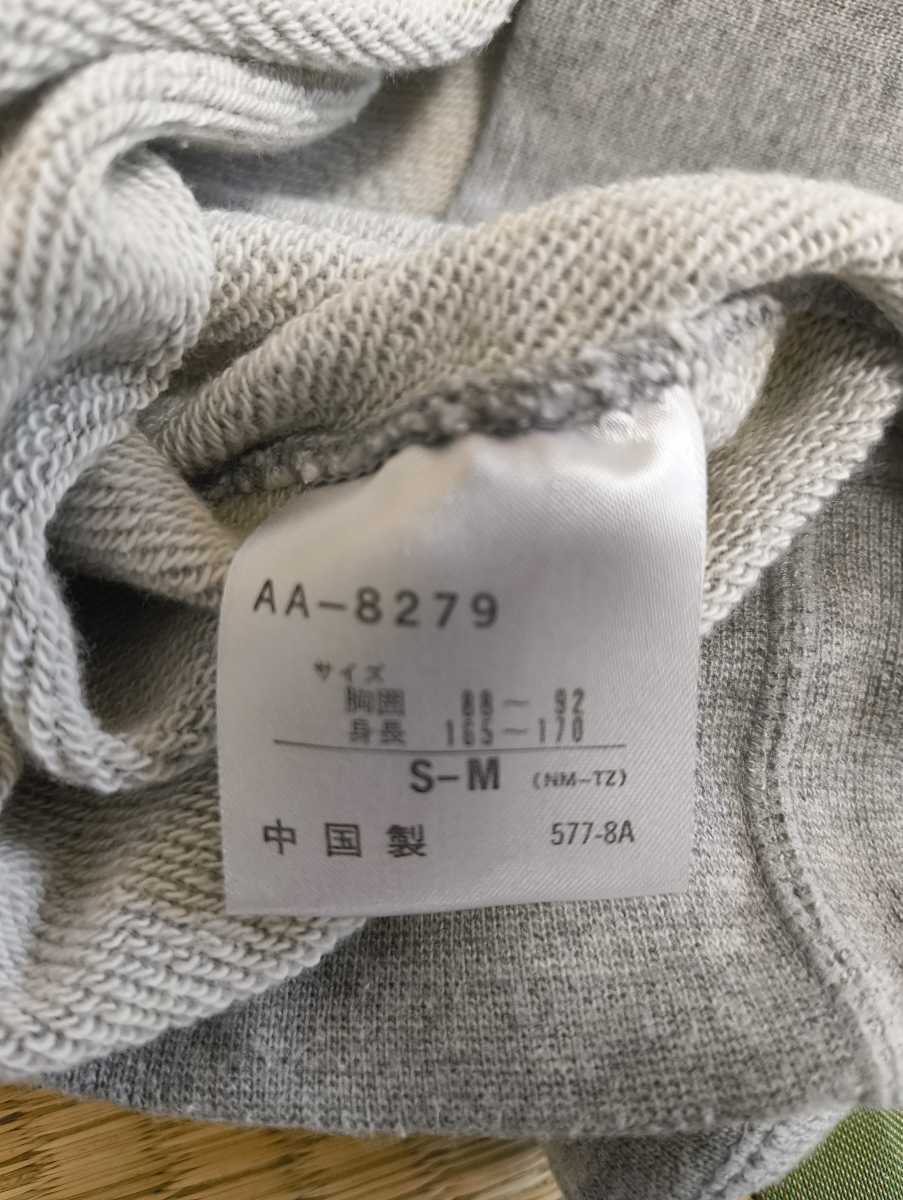 AA-8279
サイズ
胸囲 88～92
身長 165～170
S-M (NM-TZ)
中国製 577-8A